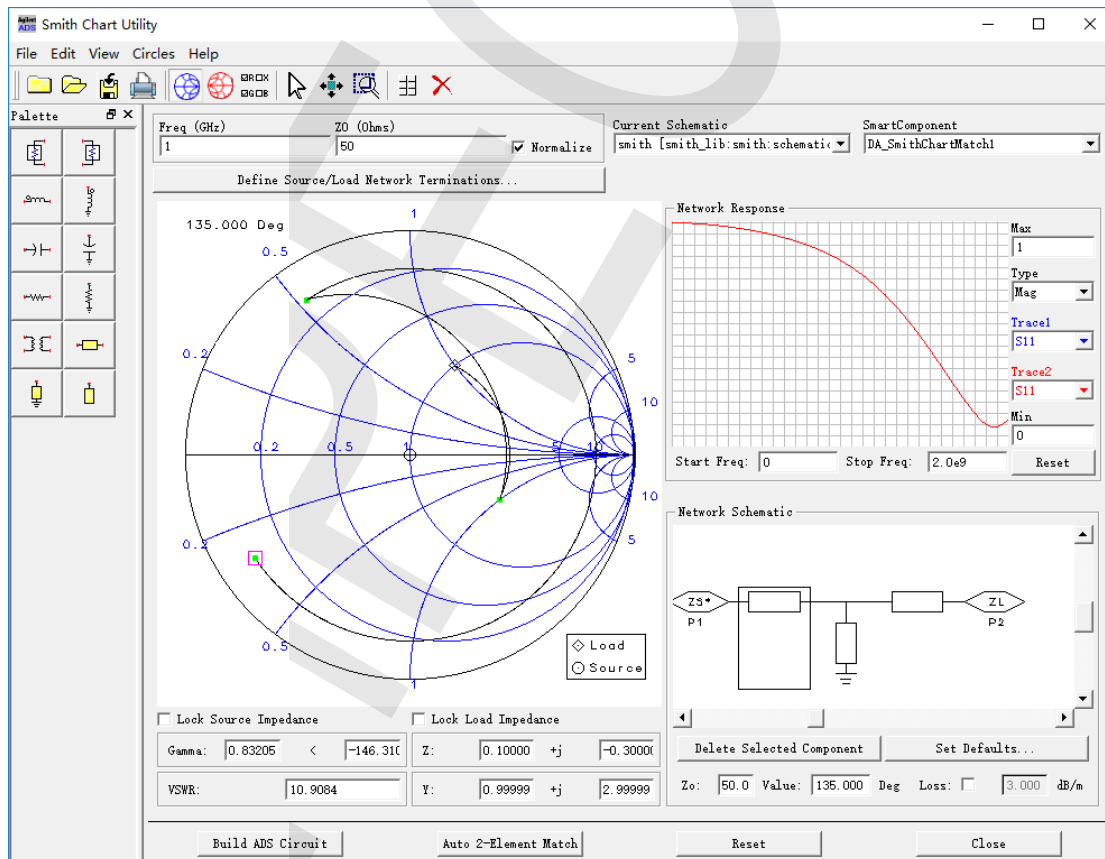 Agilent
ADS
Smith Chart Utility
File Edit View Circles Help
Palette
Freq (GHz)
1
Z0 (Ohms)
50
Normalize
Current Schematic
smith [smith_lib:smith:schematic
SmartComponent
DA_SmithChartMatch1
Define Source/Load Network Terminations...
135.000 Deg
1
0.5
0.2
5
10
0.2 0.5 1 5 10
10
5
0.2
0.5
1
Load
Source
Network Response
Max
1
Type
Mag
Trace1
S11
Trace2
S11
Min
0
Start Freq: 0 Stop Freq: 2.0e9 Reset
Network Schematic
ZS*
P1
ZL
P2
Lock Source Impedance
Lock Load Impedance
Gamma: 0.83205 < -146.310
Z: 0.10000 +j -0.30000
VSWR: 10.9084
Y: 0.99999 +j 2.99999
Delete Selected Component
Set Defaults...
Zo: 50.0 Value: 135.000 Deg Loss: 3.000 dB/m
Build ADS Circuit
Auto 2-Element Match
Reset
Close